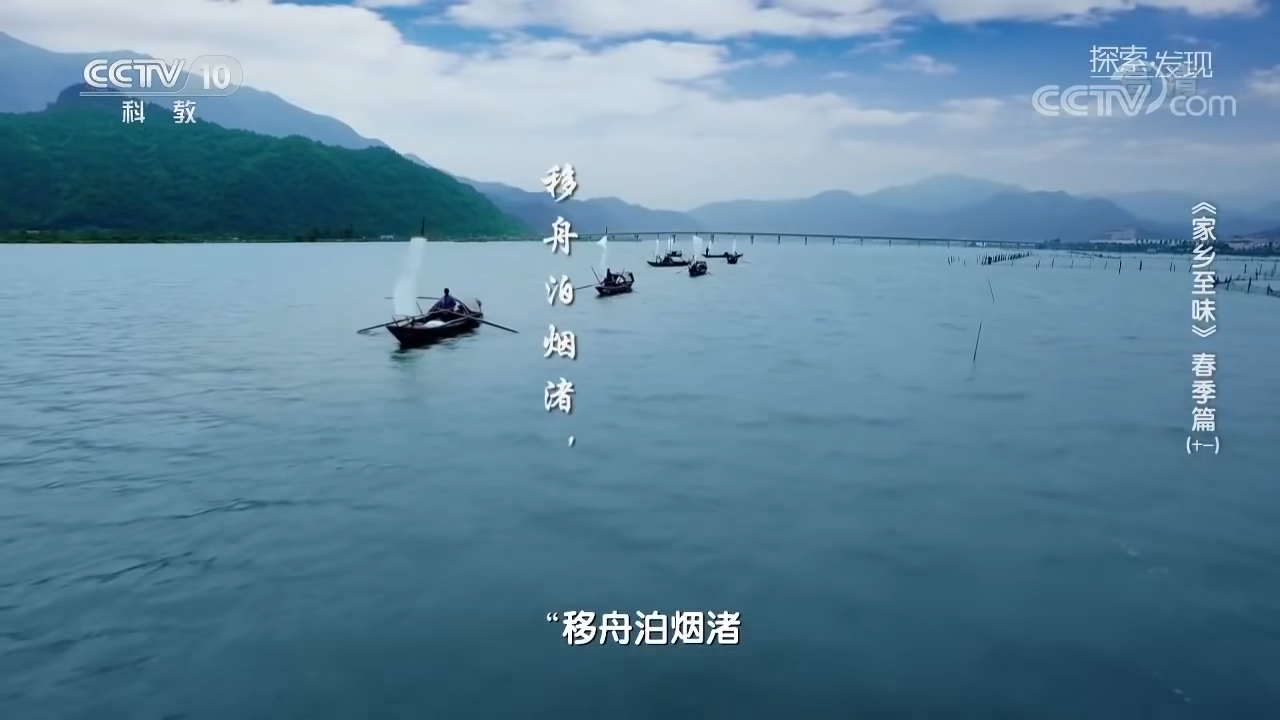 CCTV 10
科教
探索发现
CCTV.com
移舟泊烟渚,
《家乡至味》春季篇
(十一)
“移舟泊烟渚